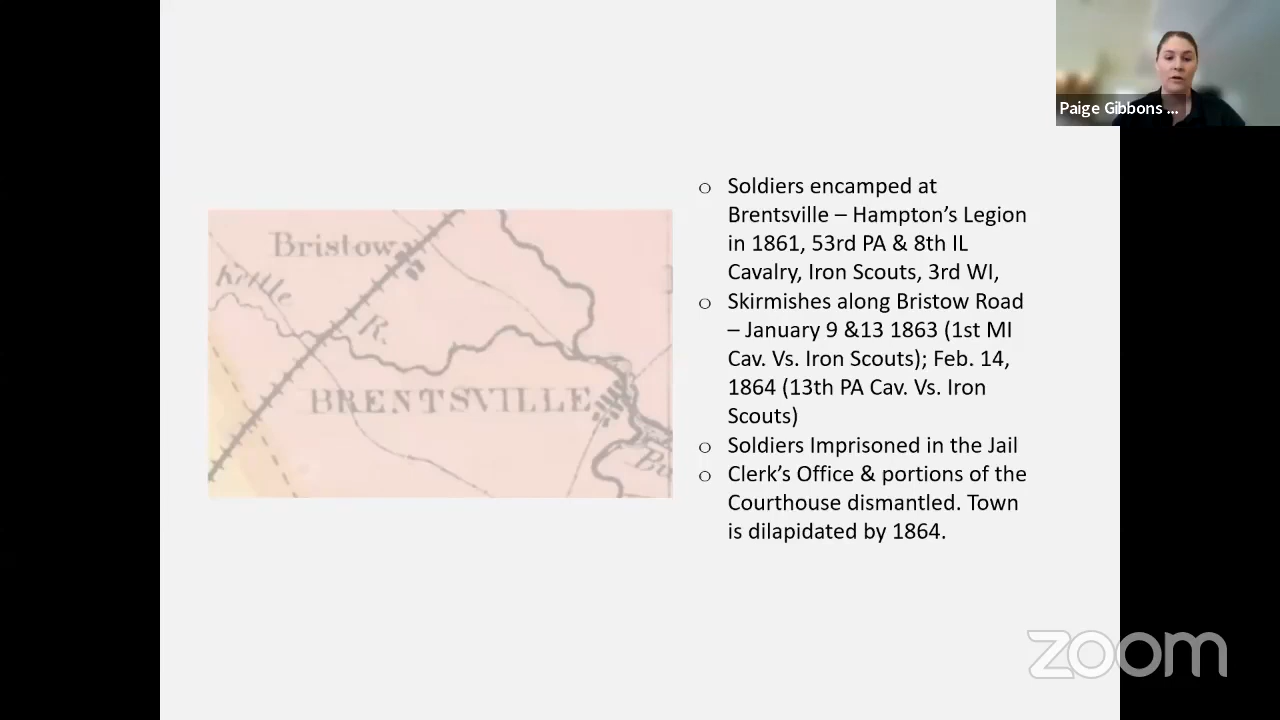 Paige Gibbons ...
o Soldiers encamped at
Brentsville – Hampton's Legion
in 1861, 53rd PA & 8th IL
Cavalry, Iron Scouts, 3rd WI,
o Skirmishes along Bristow Road
– January 9 &13 1863 (1st MI
Cav. Vs. Iron Scouts); Feb. 14,
1864 (13th PA Cav. Vs. Iron
Scouts)
o Soldiers Imprisoned in the Jail
o Clerk's Office & portions of the
Courthouse dismantled. Town
is dilapidated by 1864.
Bristow
Kettle
R.
BRENTSVILLE
zoom